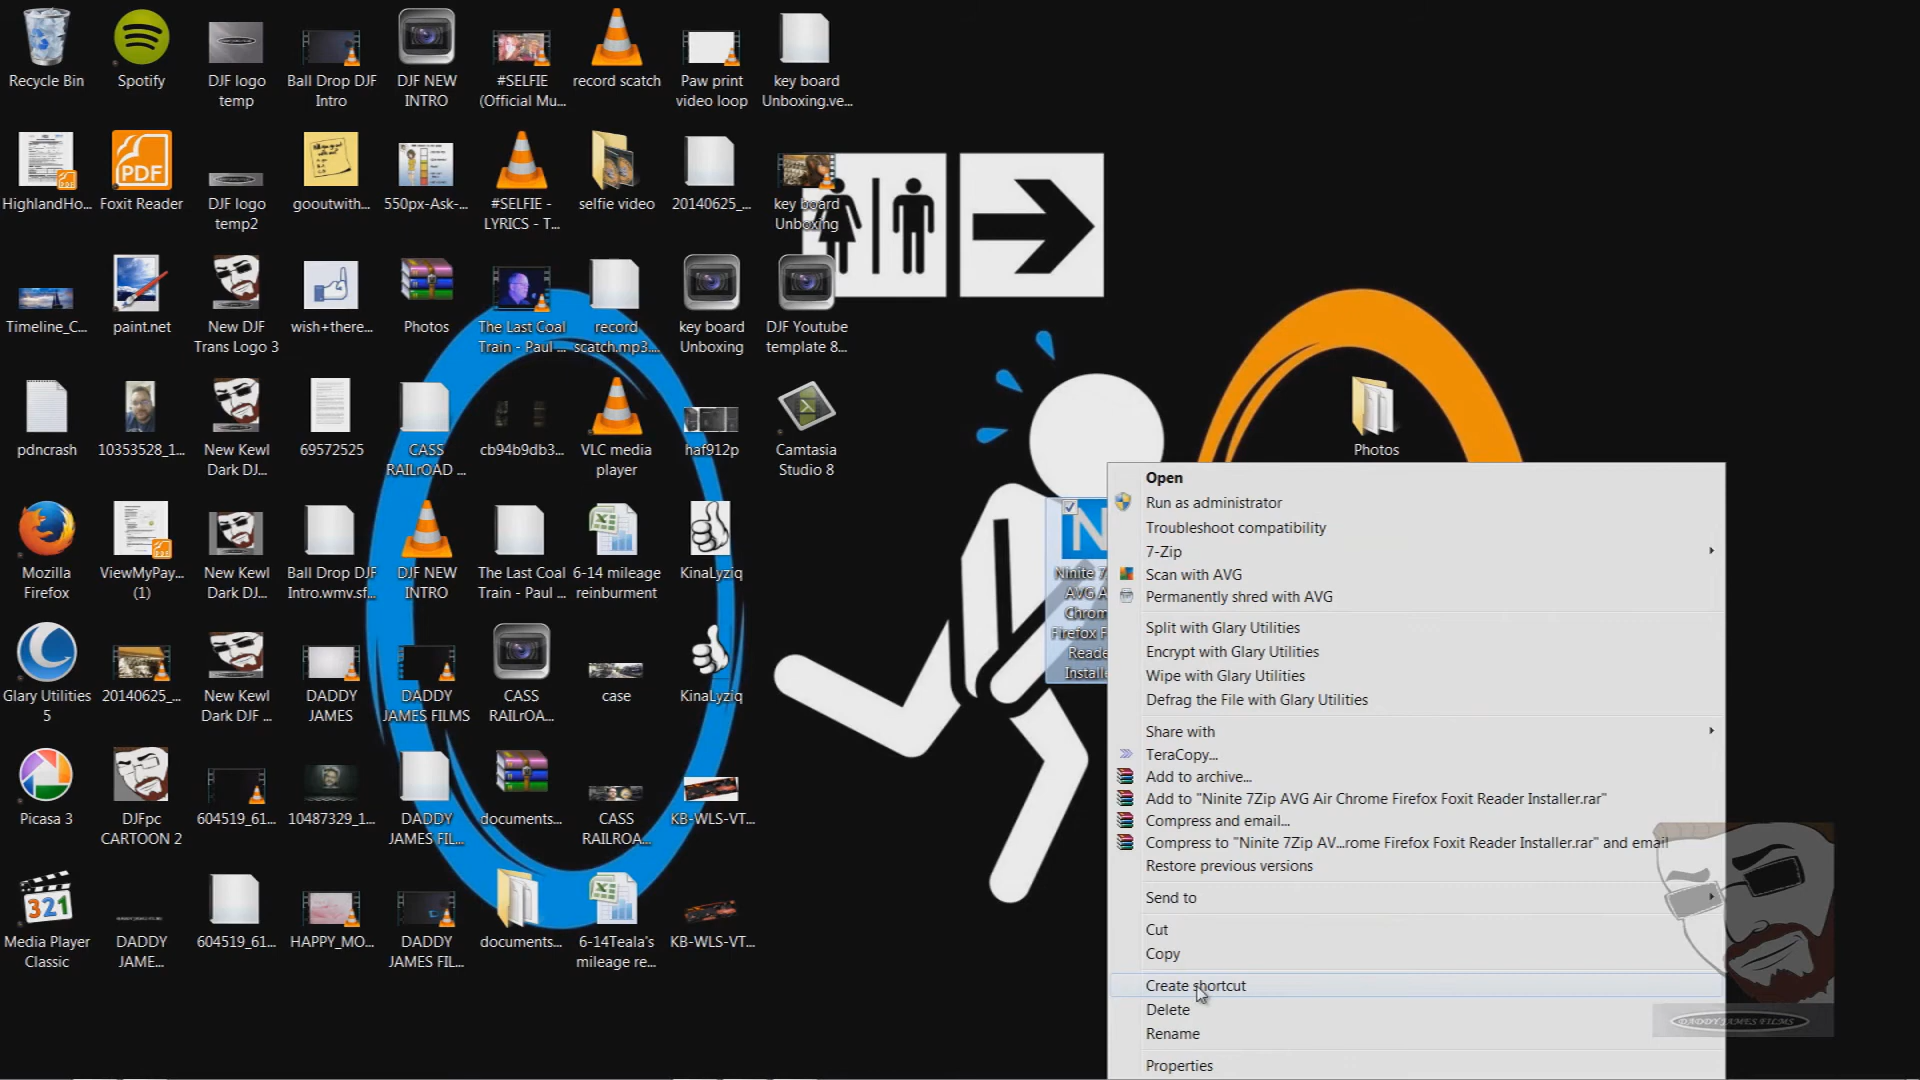 Recycle Bin
Spotify
DJF logo
temp
Ball Drop DJF
Intro
DJF NEW
INTRO
#SELFIE
(Official Mu...
record scatch
Paw print
video loop
key board
Unboxing.ve...
HighlandHo...
PDF
Foxit Reader
DJF logo
temp2
gooutwith...
550px-Ask-...
#SELFIE -
LYRICS - T...
selfie video
20140625_...
key board
Unboxing
Timeline_C...
paint.net
New DJF
Trans Logo 3
wish+there...
Photos
The Last Coal
Train - Paul ...
record
scatch.mp3....
key board
Unboxing
DJF Youtube
template 8...
pdncrash
10353528_1...
New Kewl
Dark DJ...
69572525
CASS
RAILrOAD ...
cb94b9db3...
VLC media
player
haf912p
Camtasia
Studio 8
Photos
Mozilla
Firefox
ViewMyPay...
(1)
New Kewl
Dark DJ...
Ball Drop DJF
Intro.wmv.sf...
DJF NEW
INTRO
The Last Coal
Train - Paul ...
6-14 mileage
reinburment
KinaLyziq
Glary Utilities
5
20140625_...
New Kewl
Dark DJF ...
DADDY
JAMES
DADDY
JAMES FILMS
CASS
RAILrOA...
case
KinaLyziq
Picasa 3
DJFpc
CARTOON 2
604519_61...
10487329_1...
DADDY
JAMES FIL...
documents...
CASS
RAILROA...
KB-WLS-VT...
321
Media Player
Classic
DADDY
JAME...
604519_61...
HAPPY_MO...
DADDY
JAMES FIL...
documents...
6-14Teala's
mileage re...
KB-WLS-VT...
N
Ninite 7
AVG A
Chrom
Firefox F
Reade
Installe
Open
Run as administrator
Troubleshoot compatibility
7-Zip
Scan with AVG
Permanently shred with AVG
Split with Glary Utilities
Encrypt with Glary Utilities
Wipe with Glary Utilities
Defrag the File with Glary Utilities
Share with
TeraCopy...
Add to archive...
Add to "Ninite 7Zip AVG Air Chrome Firefox Foxit Reader Installer.rar"
Compress and email...
Compress to "Ninite 7Zip AV...rome Firefox Foxit Reader Installer.rar" and email
Restore previous versions
Send to
Cut
Copy
Create shortcut
Delete
Rename
Properties
DADDY JAMES FILMS